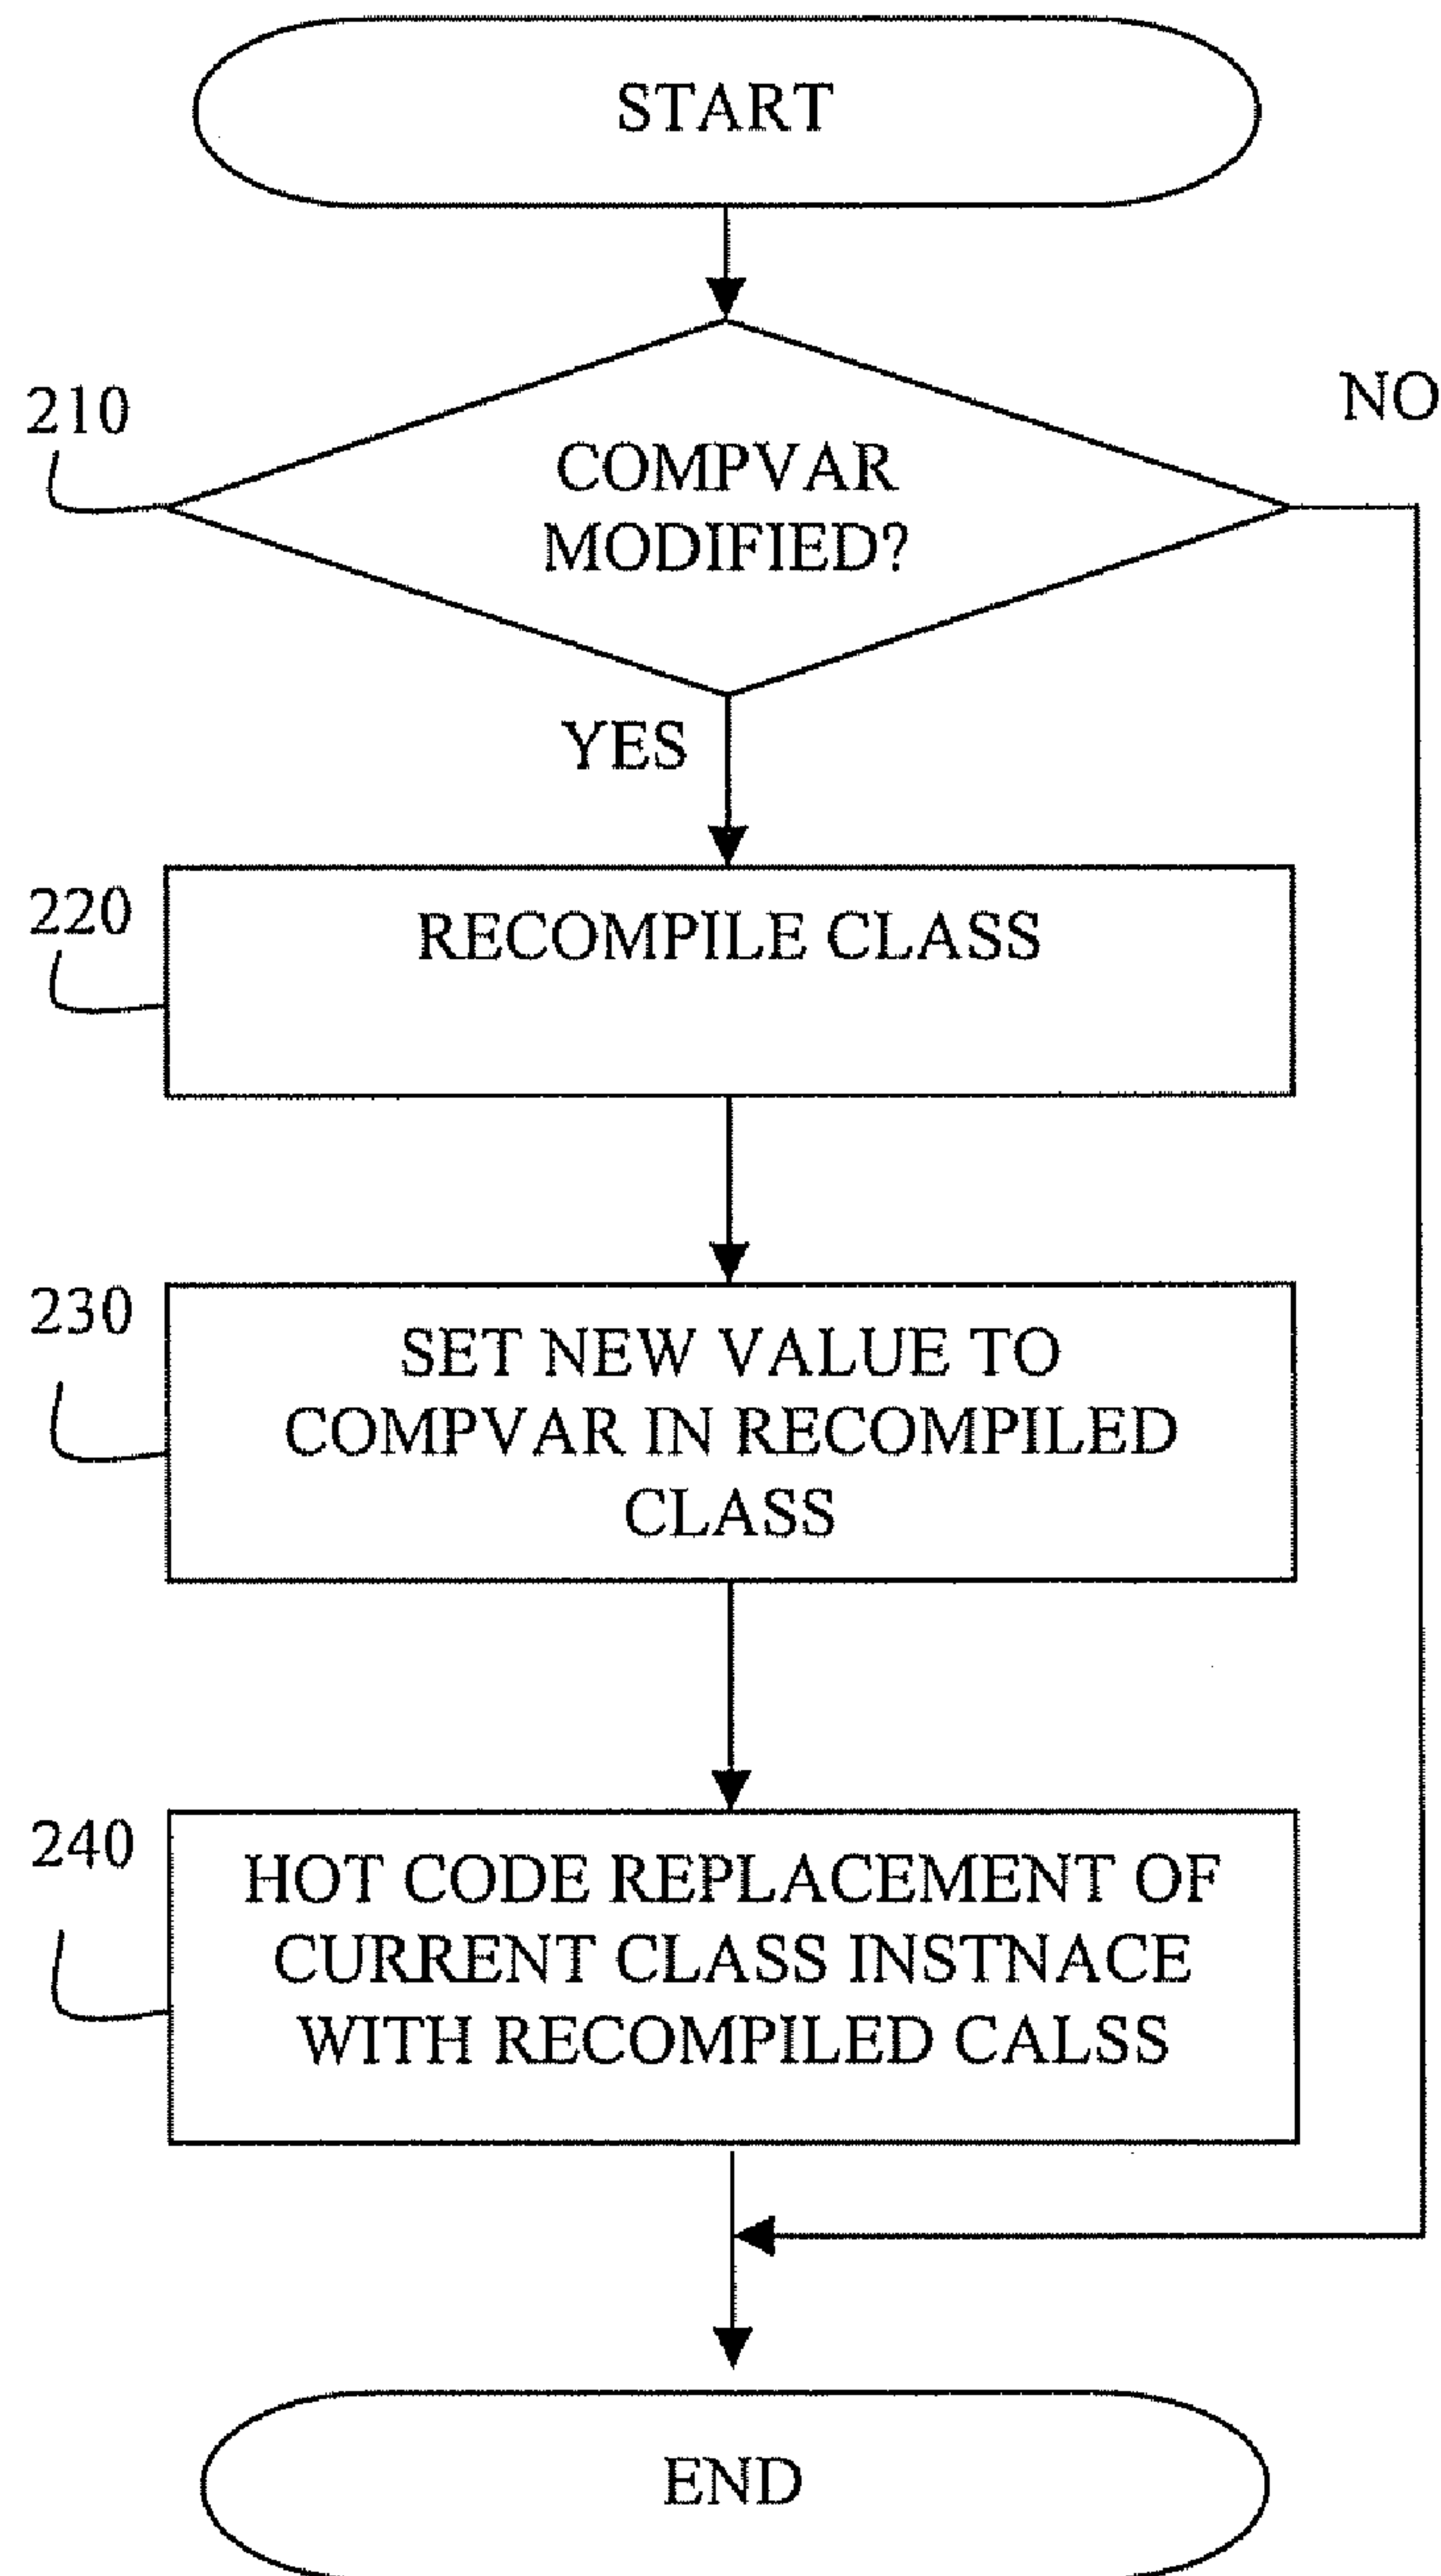 START
210
NO
COMPVAR
MODIFIED?
YES
220
RECOMPILE CLASS
230
SET NEW VALUE TO
COMPVAR IN RECOMPILED
CLASS
240
HOT CODE REPLACEMENT OF
CURRENT CLASS INSTNACE
WITH RECOMPILED CALSS
END